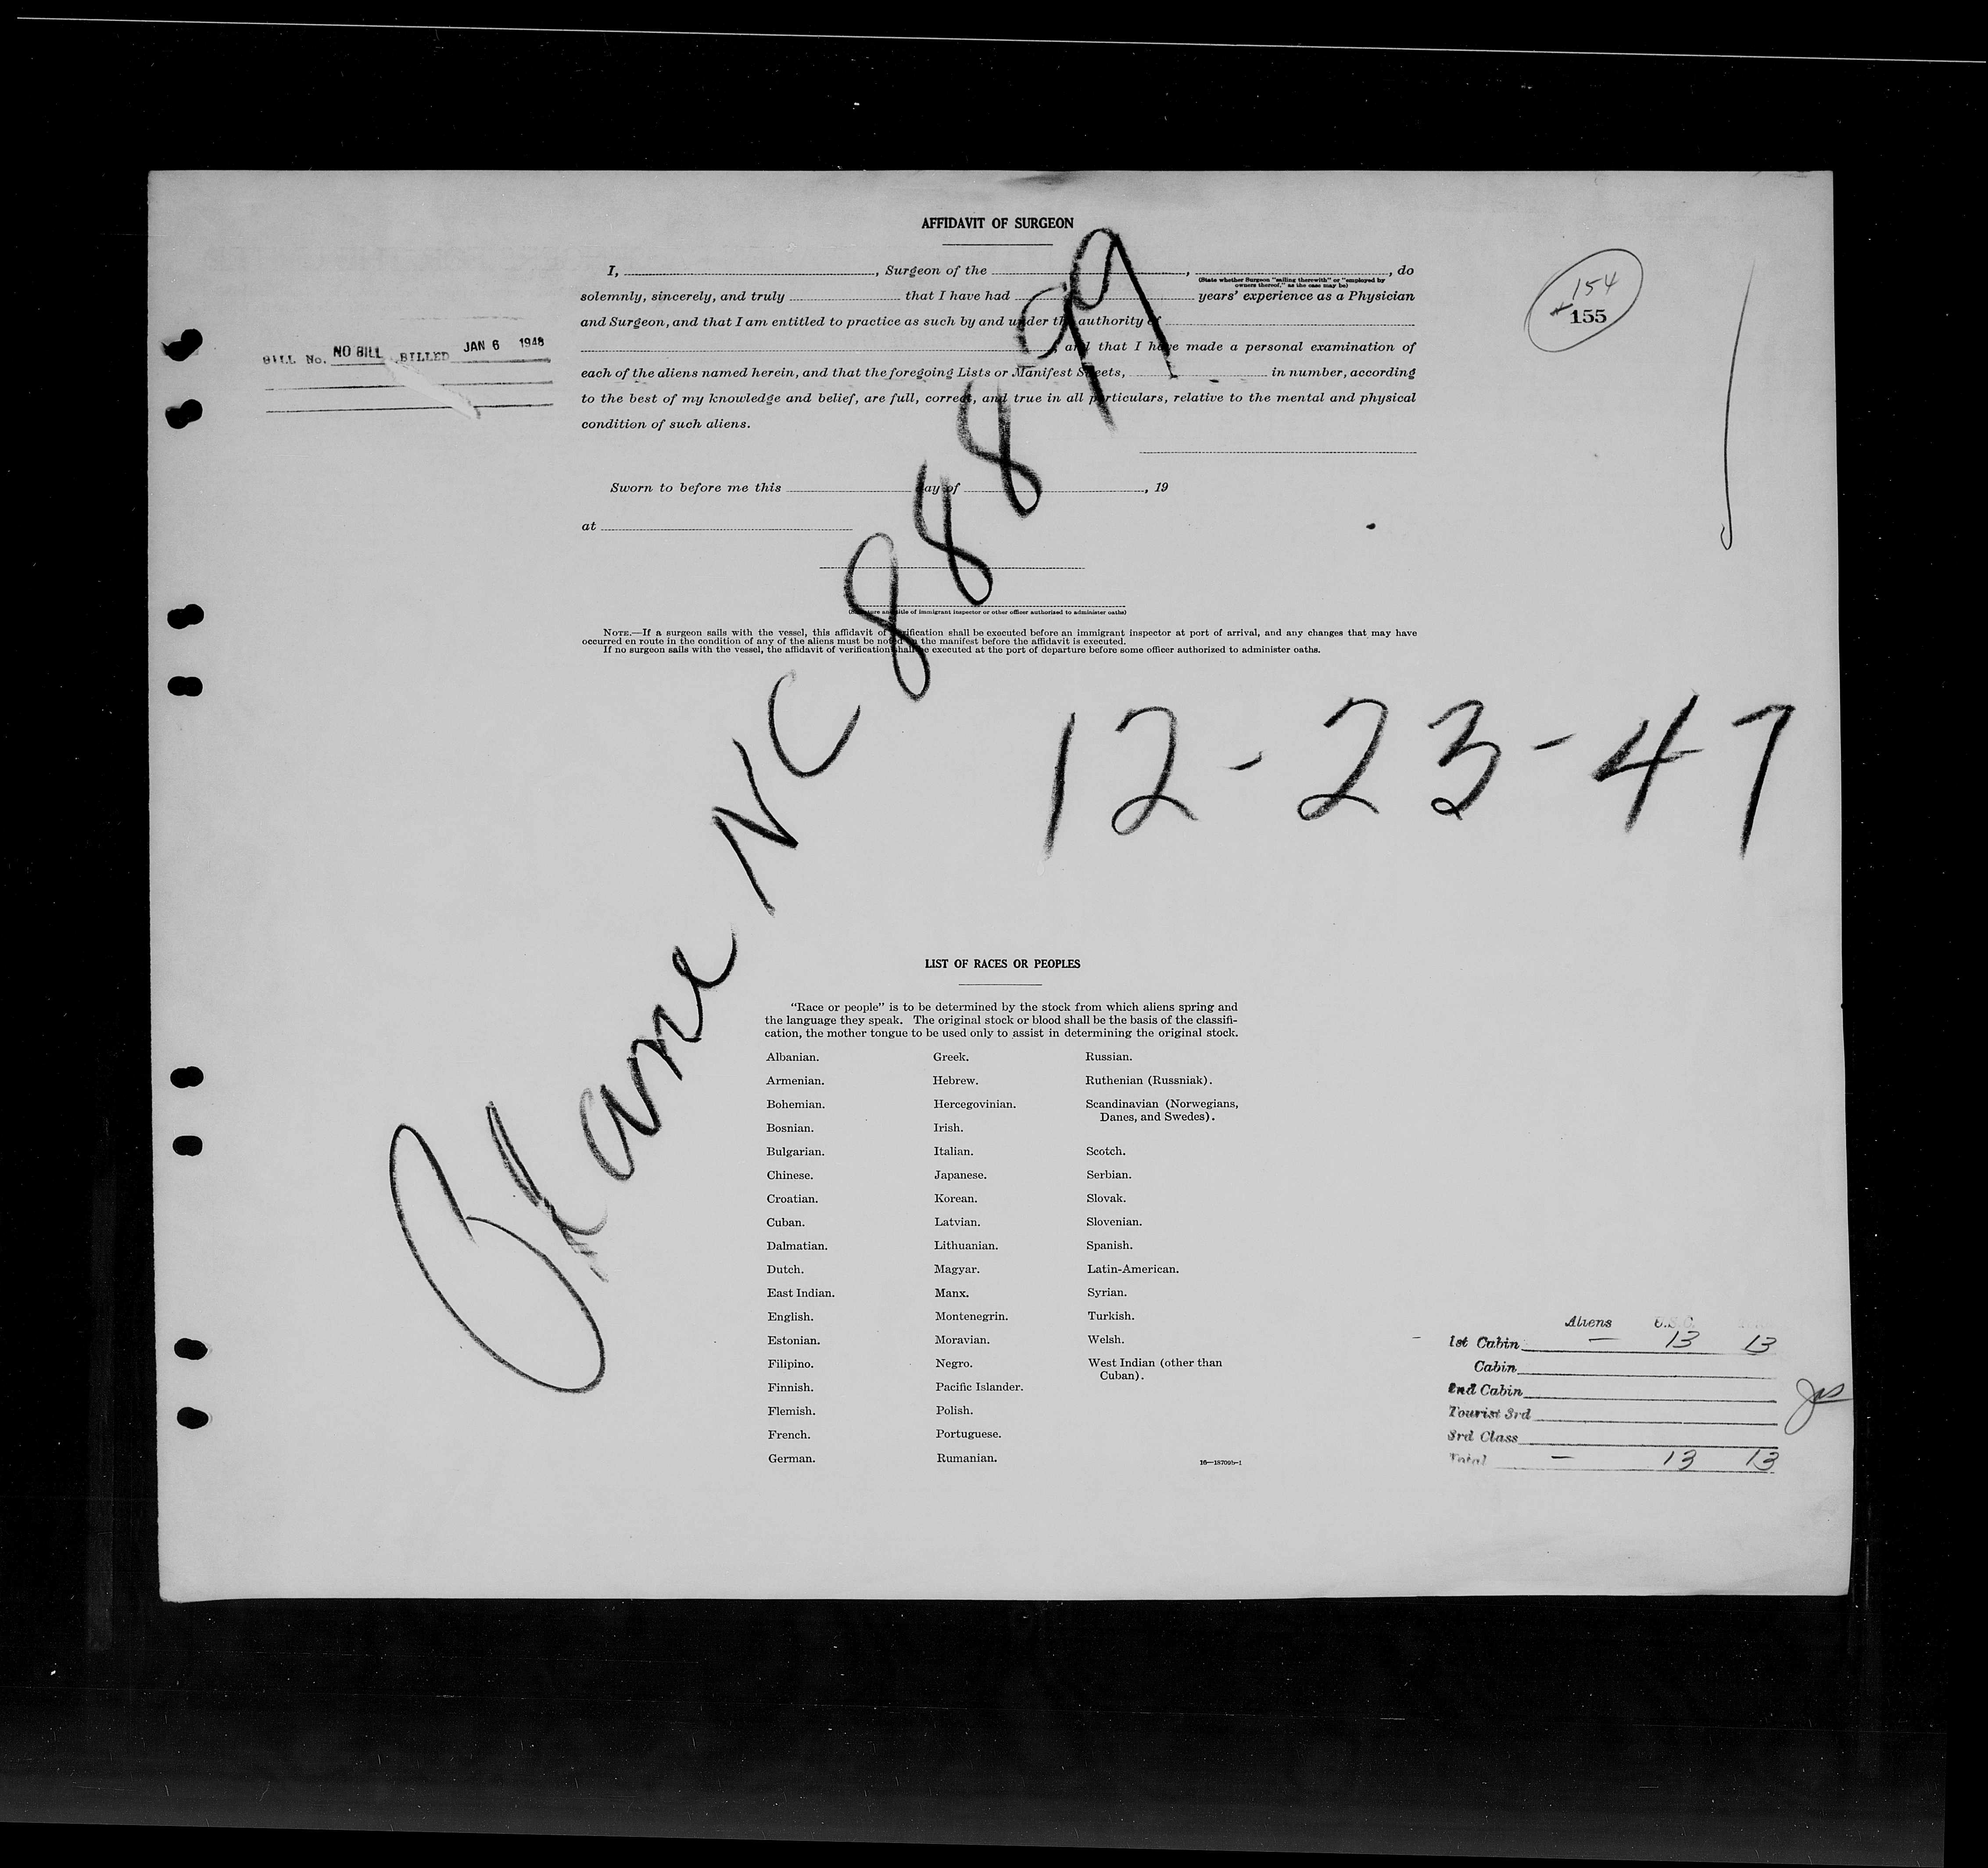 AFFIDAVIT OF SURGEON
I, , Surgeon of the , , do
(State whether Surgeon "sailing therewith" or "employed by
owners thereof," as the case may be)
solemnly, sincerely, and truly that I have had years' experience as a Physician
and Surgeon, and that I am entitled to practice as such by and under the authority of
, and that I have made a personal examination of
each of the aliens named herein, and that the foregoing Lists or Manifest Sheets, in number, according
to the best of my knowledge and belief, are full, correct, and true in all particulars, relative to the mental and physical
condition of such aliens.
Sworn to before me this day of , 19
at
(Signature and title of immigrant inspector or other officer authorized to administer oaths)
NOTE.—If a surgeon sails with the vessel, this affidavit of verification shall be executed before an immigrant inspector at port of arrival, and any changes that may have
occurred en route in the condition of any of the aliens must be noted on the manifest before the affidavit is executed.
If no surgeon sails with the vessel, the affidavit of verification shall be executed at the port of departure before some officer authorized to administer oaths.
154
155
BILL No. NO BILL BILLED JAN 6 1948
NC 88899
12-23-47
LIST OF RACES OR PEOPLES
"Race or people" is to be determined by the stock from which aliens spring and
the language they speak. The original stock or blood shall be the basis of the classifi-
cation, the mother tongue to be used only to assist in determining the original stock.
Albanian.
Armenian.
Bohemian.
Bosnian.
Bulgarian.
Chinese.
Croatian.
Cuban.
Dalmatian.
Dutch.
East Indian.
English.
Estonian.
Filipino.
Finnish.
Flemish.
French.
German.
Greek.
Hebrew.
Hercegovinian.
Irish.
Italian.
Japanese.
Korean.
Latvian.
Lithuanian.
Magyar.
Manx.
Montenegrin.
Moravian.
Negro.
Pacific Islander.
Polish.
Portuguese.
Rumanian.
Russian.
Ruthenian (Russniak).
Scandinavian (Norwegians,
Danes, and Swedes).
Scotch.
Serbian.
Slovak.
Slovenian.
Spanish.
Latin-American.
Syrian.
Turkish.
Welsh.
West Indian (other than
Cuban).
16—18709b-1
Aliens U.S.C.
1st Cabin — 13 13
Cabin
2nd Cabin
Tourist 3rd
3rd Class
Total — 13 13